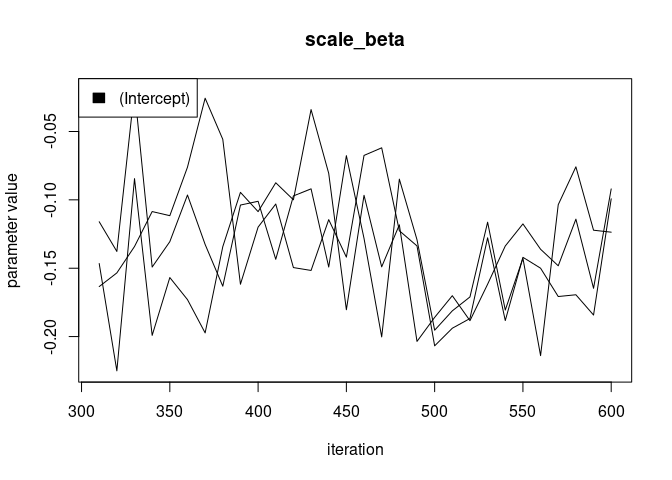 scale_beta
(Intercept)
parameter value
-0.05
-0.10
-0.15
-0.20
300 350 400 450 500 550 600
iteration